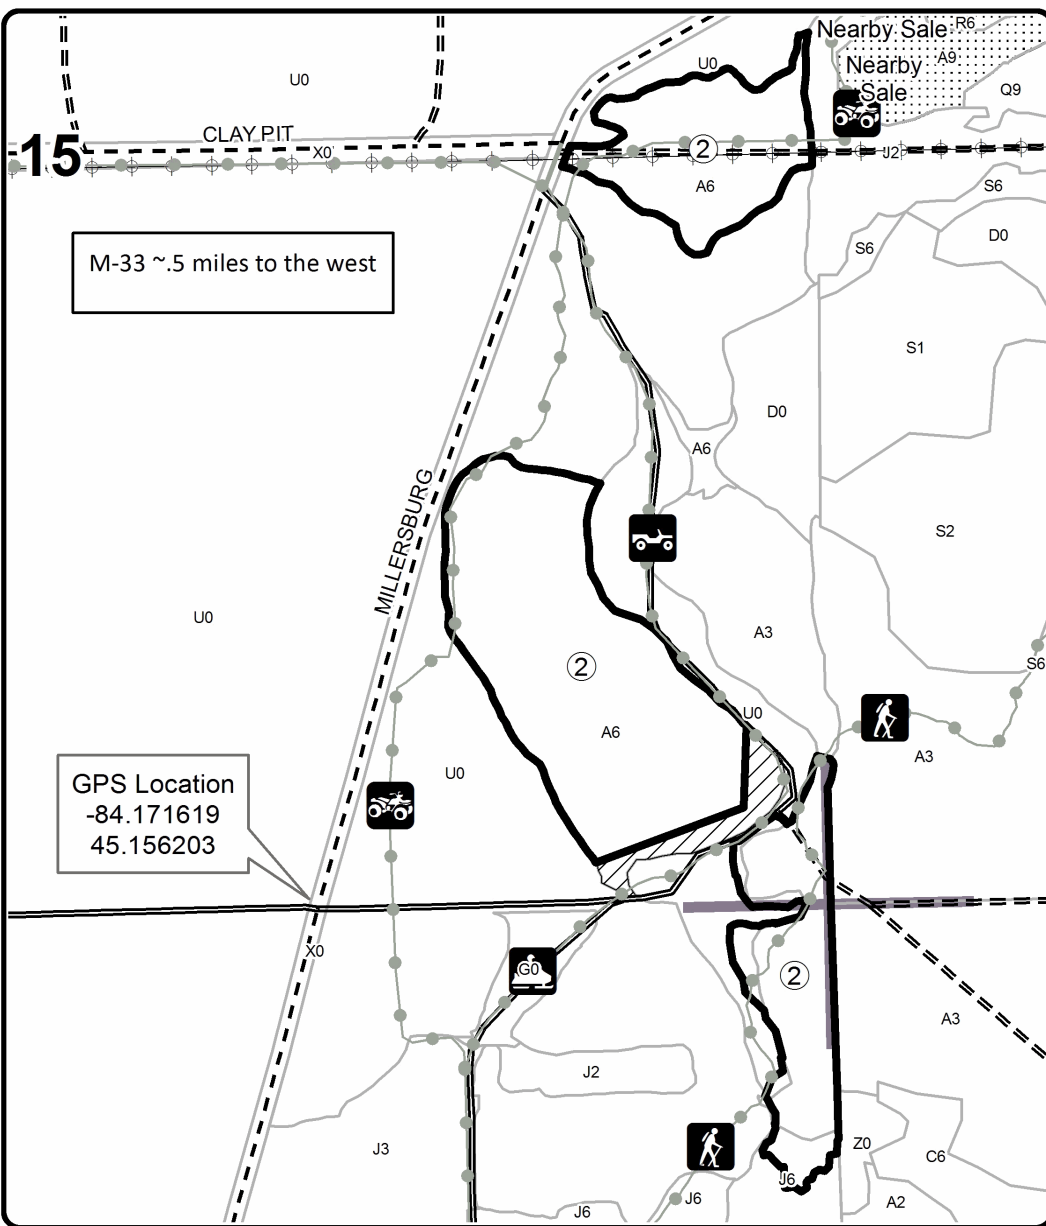 Nearby Sale
R6
A9
Nearby
Sale
Q9
U0
U0
CLAY PIT
15
X0
2
J2
A6
S6
S6
D0
M-33 ~.5 miles to the west
S1
D0
A6
MILLERSBURG
S2
U0
A3
2
S6
U0
A6
A3
U0
GPS Location
-84.171619
45.156203
X0
G0
2
A3
J2
J3
Z0
C6
J6
J6
A2
J6